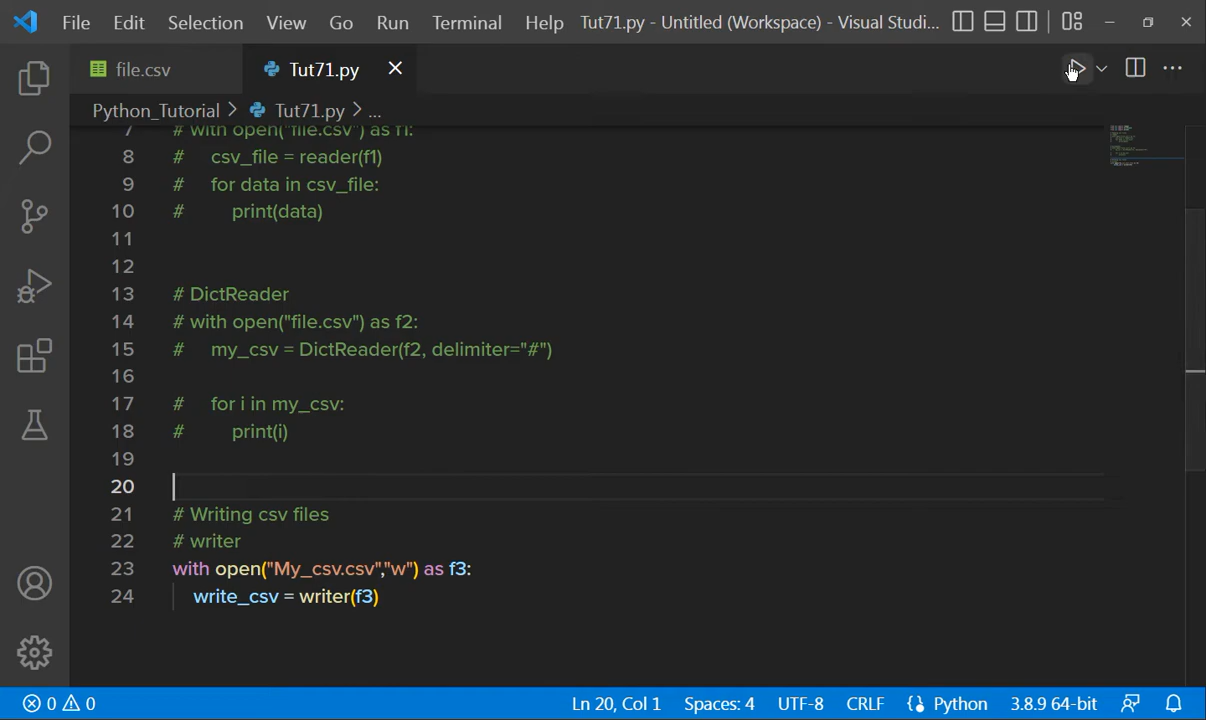 File Edit Selection View Go Run Terminal Help Tut71.py - Untitled (Workspace) - Visual Studi...
file.csv Tut71.py
Python_Tutorial > Tut71.py > ...
7 # with open("file.csv") as f1:
8 # csv_file = reader(f1)
9 # for data in csv_file:
10 # print(data)
11
12
13 # DictReader
14 # with open("file.csv") as f2:
15 # my_csv = DictReader(f2, delimiter="#")
16
17 # for i in my_csv:
18 # print(i)
19
20
21 # Writing csv files
22 # writer
23 with open("My_csv.csv","w") as f3:
24 write_csv = writer(f3)
0 0 Ln 20, Col 1 Spaces: 4 UTF-8 CRLF Python 3.8.9 64-bit